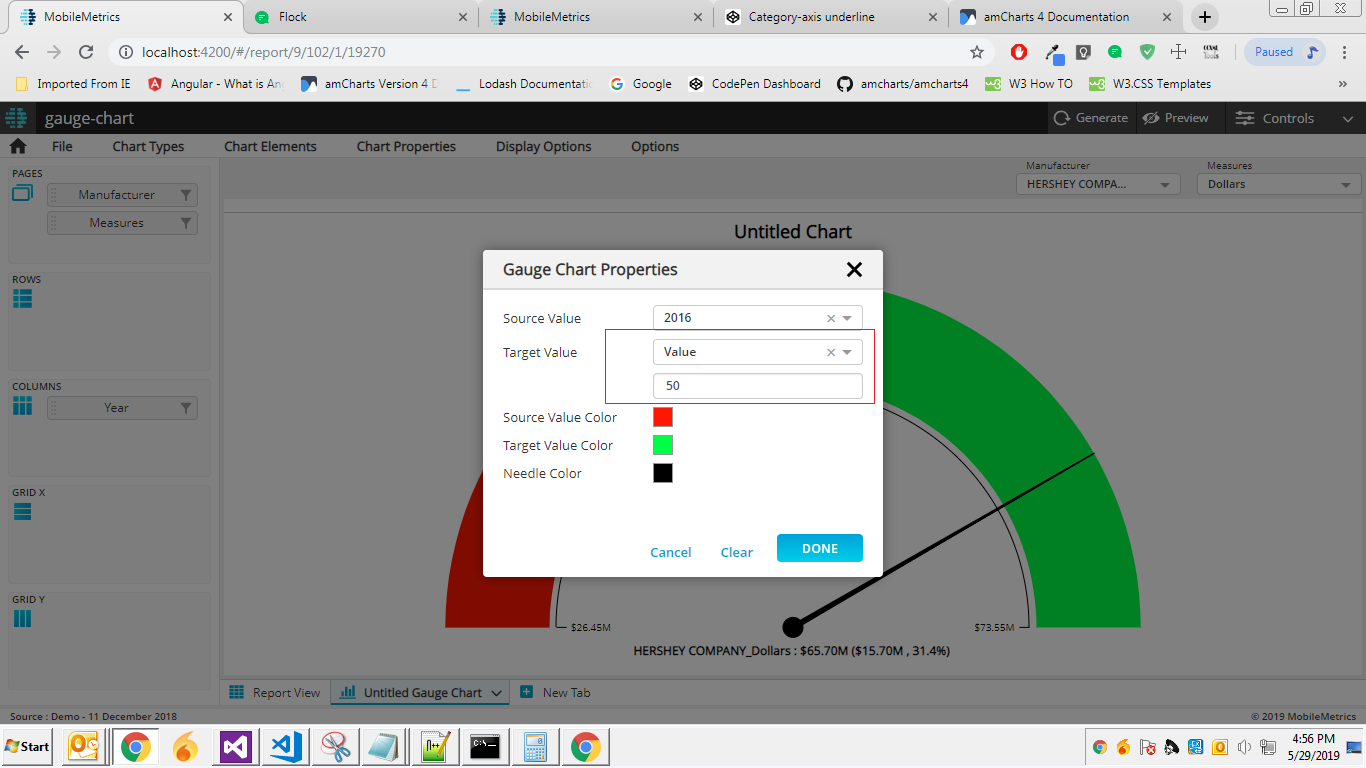 MobileMetrics Flock MobileMetrics Category-axis underline amCharts 4 Documentation
localhost:4200/#/report/9/102/1/19270 Paused
Imported From IE Angular - What is An amCharts Version 4 D Lodash Documentatio Google CodePen Dashboard amcharts/amcharts4 W3 How TO W3.CSS Templates »
gauge-chart Generate Preview Controls
File Chart Types Chart Elements Chart Properties Display Options Options
PAGES
Manufacturer
Measures
ROWS
COLUMNS
Year
GRID X
GRID Y
Manufacturer Measures
HERSHEY COMPA... Dollars
Untitled Chart
Gauge Chart Properties
Source Value 2016
Target Value Value
50
Source Value Color
Target Value Color
Needle Color
Cancel Clear DONE
$26.45M $73.55M
HERSHEY COMPANY_Dollars : $65.70M ($15.70M , 31.4%)
Report View Untitled Gauge Chart New Tab
Source : Demo - 11 December 2018 © 2019 MobileMetrics
Start 4:56 PM
5/29/2019